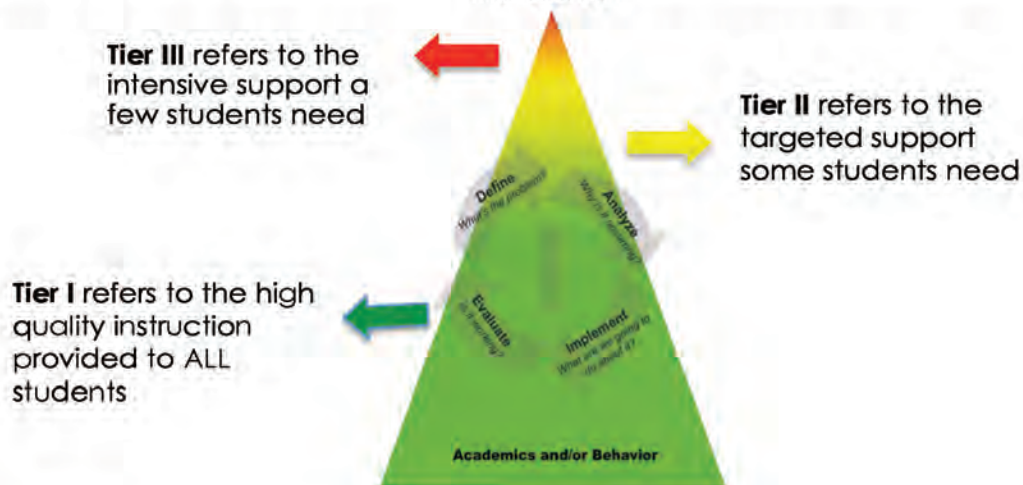 Tier III refers to the
intensive support a
few students need
Tier II refers to the
targeted support
some students need
Define
What's the problem?
Analyze
Why is it occurring?
Tier I refers to the high
quality instruction
provided to ALL
students
Evaluate
Is it working?
Implement
What are we going to
do about it?
Academics and/or Behavior